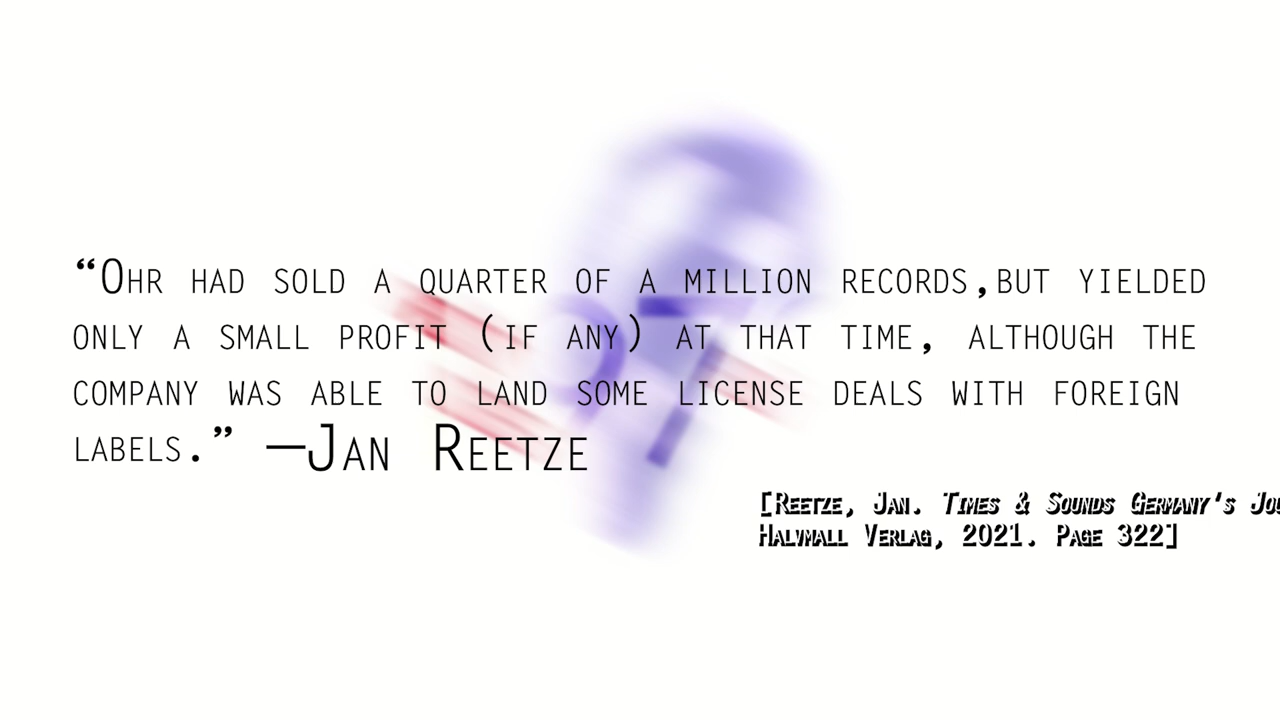 “Ohr had sold a quarter of a million records,but yielded
only a small profit (if any) at that time, although the
company was able to land some license deals with foreign
labels.” —Jan Reetze
[Reetze, Jan. Times & Sounds Germany's
Halvmall Verlag, 2021. Page 322]